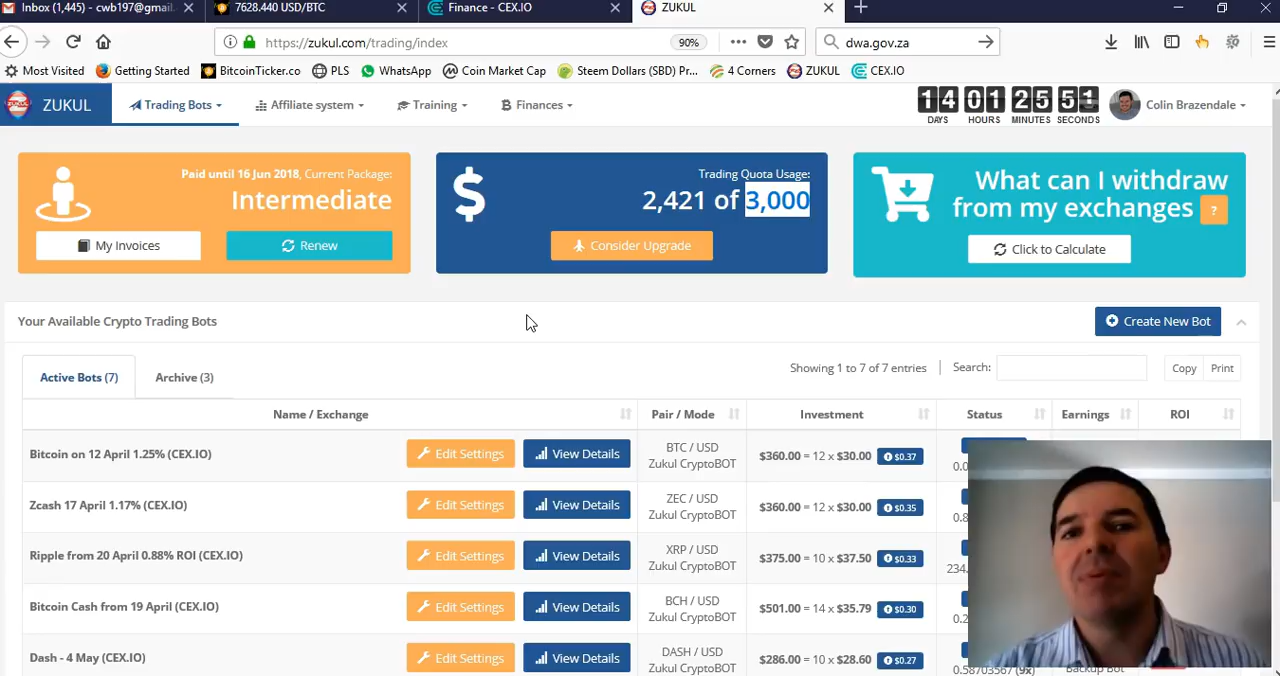 Inbox (1,445) - cwb197@gmail.
7628.440 USD/BTC
Finance - CEX.IO
ZUKUL
https://zukul.com/trading/index
90%
dwa.gov.za
Most Visited
Getting Started
BitcoinTicker.co
PLS
WhatsApp
Coin Market Cap
Steem Dollars (SBD) Pr...
4 Corners
ZUKUL
CEX.IO
ZUKUL
Trading Bots
Affiliate system
Training
Finances
14 01 25 51
DAYS HOURS MINUTES SECONDS
Colin Brazendale
Paid until 16 Jun 2018, Current Package:
Intermediate
My Invoices
Renew
Trading Quota Usage:
2,421 of 3,000
Consider Upgrade
What can I withdraw
from my exchanges ?
Click to Calculate
Your Available Crypto Trading Bots
Create New Bot
Active Bots (7)
Archive (3)
Showing 1 to 7 of 7 entries
Search:
Copy
Print
Name / Exchange
Pair / Mode
Investment
Status
Earnings
ROI
Bitcoin on 12 April 1.25% (CEX.IO)
Edit Settings
View Details
BTC / USD
Zukul CryptoBOT
$360.00 = 12 x $30.00
$0.37
Zcash 17 April 1.17% (CEX.IO)
Edit Settings
View Details
ZEC / USD
Zukul CryptoBOT
$360.00 = 12 x $30.00
$0.35
Ripple from 20 April 0.88% ROI (CEX.IO)
Edit Settings
View Details
XRP / USD
Zukul CryptoBOT
$375.00 = 10 x $37.50
$0.33
234.
Bitcoin Cash from 19 April (CEX.IO)
Edit Settings
View Details
BCH / USD
Zukul CryptoBOT
$501.00 = 14 x $35.79
$0.30
Dash - 4 May (CEX.IO)
Edit Settings
View Details
DASH / USD
Zukul CryptoBOT
$286.00 = 10 x $28.60
$0.27